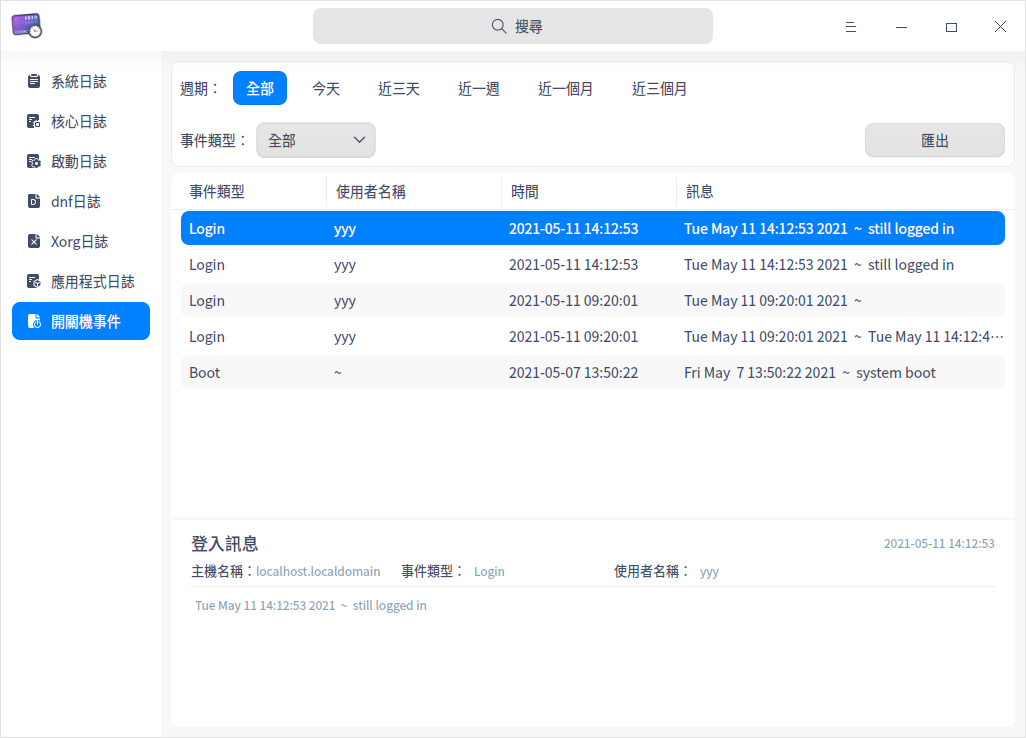 搜尋
系統日誌
核心日誌
啟動日誌
dnf日誌
Xorg日誌
應用程式日誌
開關機事件
週期： 全部 今天 近三天 近一週 近一個月 近三個月
事件類型： 全部 匯出
事件類型 使用者名稱 時間 訊息
Login yyy 2021-05-11 14:12:53 Tue May 11 14:12:53 2021 ~ still logged in
Login yyy 2021-05-11 14:12:53 Tue May 11 14:12:53 2021 ~ still logged in
Login yyy 2021-05-11 09:20:01 Tue May 11 09:20:01 2021 ~
Login yyy 2021-05-11 09:20:01 Tue May 11 09:20:01 2021 ~ Tue May 11 14:12:4…
Boot ~ 2021-05-07 13:50:22 Fri May 7 13:50:22 2021 ~ system boot
登入訊息 2021-05-11 14:12:53
主機名稱：localhost.localdomain 事件類型： Login 使用者名稱： yyy
Tue May 11 14:12:53 2021 ~ still logged in